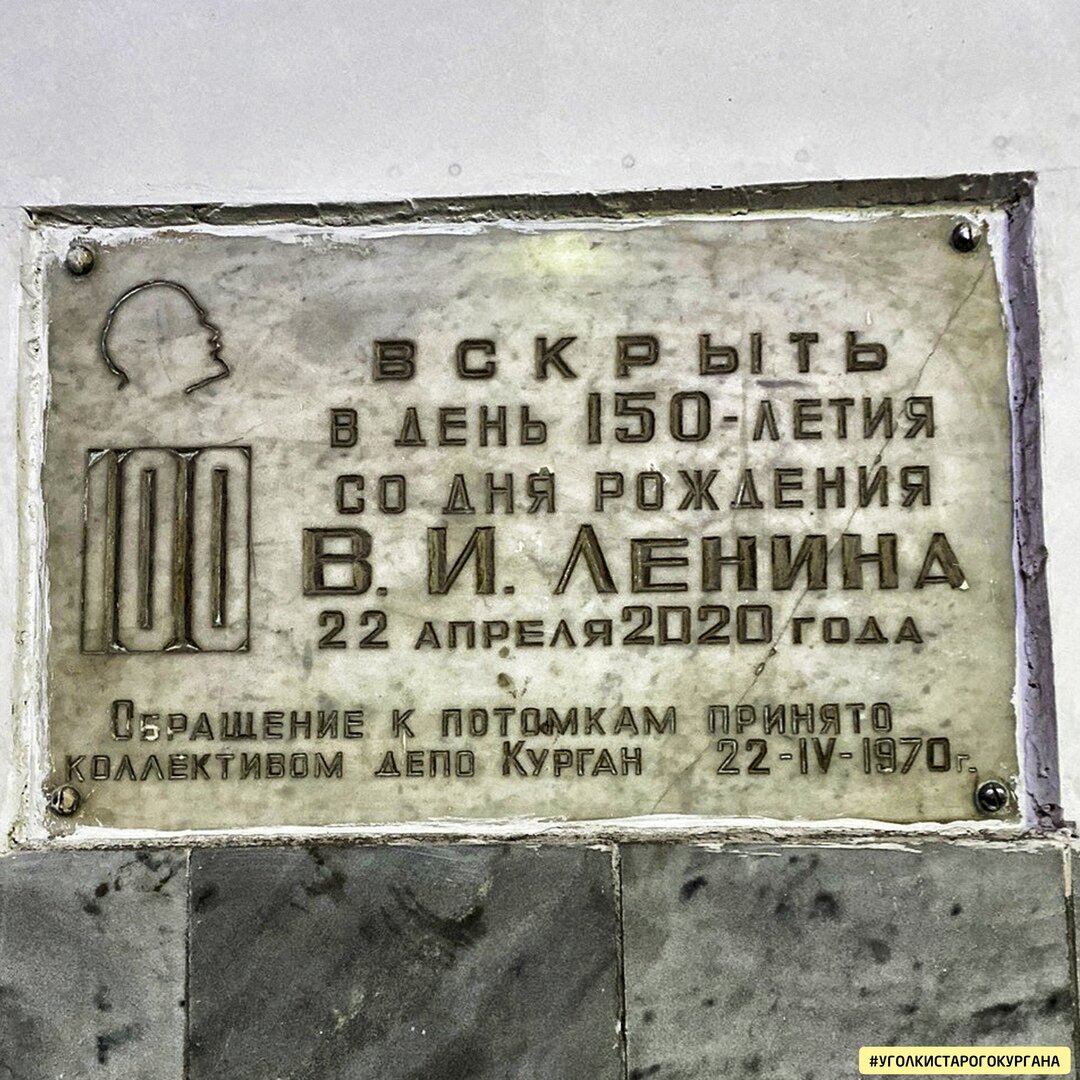 100
ВСКРЫТЬ
В ДЕНЬ 150-ЛЕТИЯ
СО ДНЯ РОЖДЕНИЯ
В. И. ЛЕНИНА
22 АПРЕЛЯ 2020 ГОДА
ОБРАЩЕНИЕ К ПОТОМКАМ ПРИНЯТО
КОЛЛЕКТИВОМ ДЕПО КУРГАН 22-IV-1970г.
#УГОЛКИСТАРОГОКУРГАНА